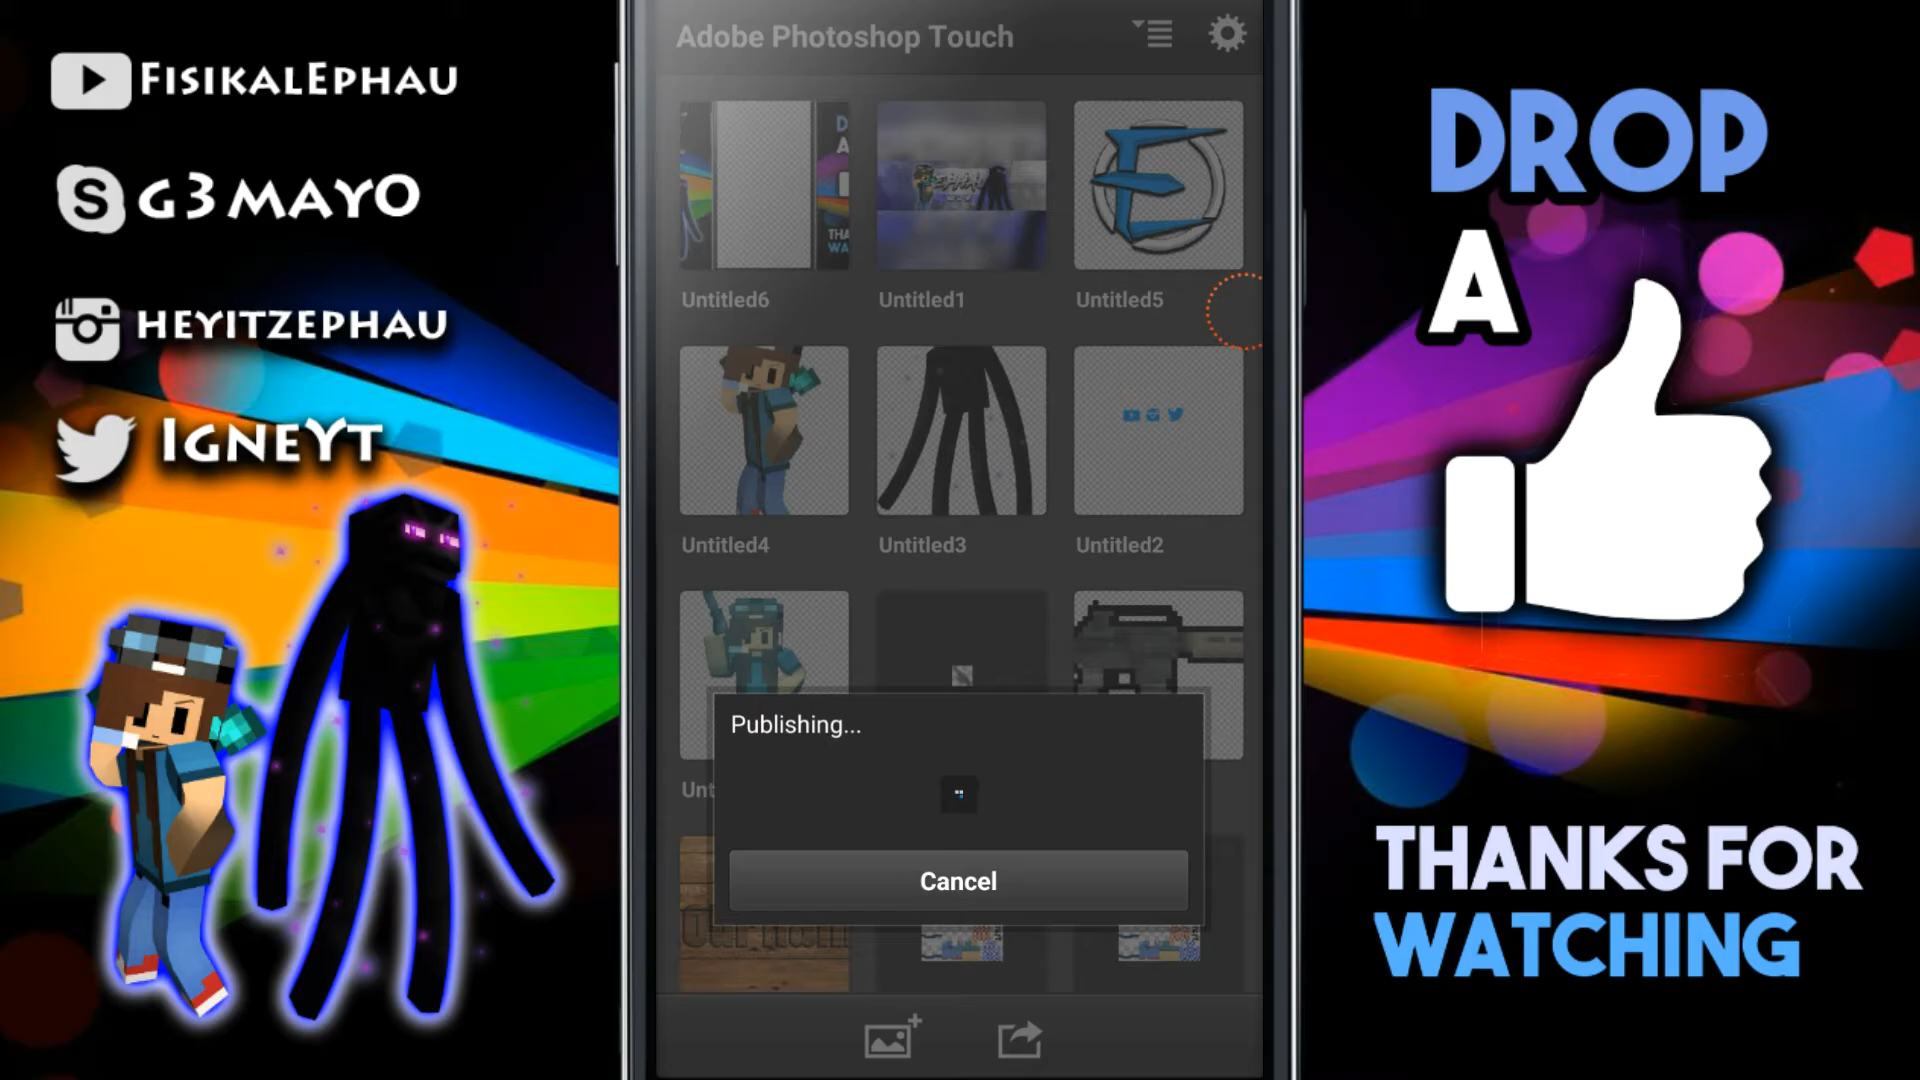 FISIKALEPHAU
G3MAYO
HEYITZEPHAU
IGNEYT
Adobe Photoshop Touch
Untitled6
Untitled1
Untitled5
Untitled4
Untitled3
Untitled2
Unt
Publishing...
Cancel
DROP
A
THANKS FOR
WATCHING